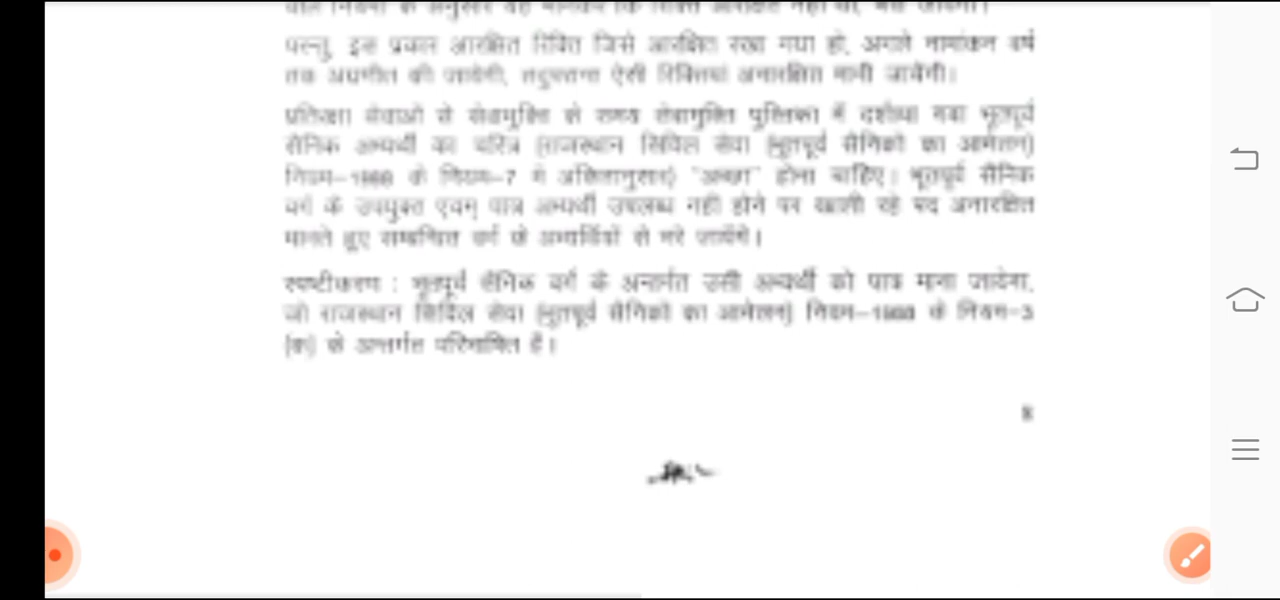 परन्तु, इस प्रकार आरक्षित रिक्ति जिसे आरक्षित रखा गया हो, अगले नामांकन वर्ष
तक अग्रनीत की जावेगी, तदुपरान्त ऐसी रिक्तियां अनारक्षित मानी जावेंगी।
प्रतिरक्षा सेवाओं से सेवामुक्ति के समय सेवामुक्ति पुस्तिका में दर्शाया गया भूतपूर्व
सैनिक अभ्यर्थी का चरित्र (राजस्थान सिविल सेवा (भूतपूर्व सैनिकों का आमेलन)
नियम–1988 के नियम–7 में "अच्छा" होना चाहिए। भूतपूर्व सैनिक
वर्ग के उपयुक्त एवम् पात्र अभ्यर्थी उपलब्ध नही होने पर खाली रहे पद अनारक्षित
मानते हुए सम्बन्धित वर्ग के अभ्यर्थियों से भरे जायेंगे।
स्पष्टीकरण : भूतपूर्व सैनिक वर्ग के अन्तर्गत उसी अभ्यर्थी को पात्र माना जावेगा,
जो राजस्थान सिविल सेवा (भूतपूर्व सैनिकों का आमेलन) नियम–1988 के नियम–3
(क) के अन्तर्गत परिभाषित है।
8